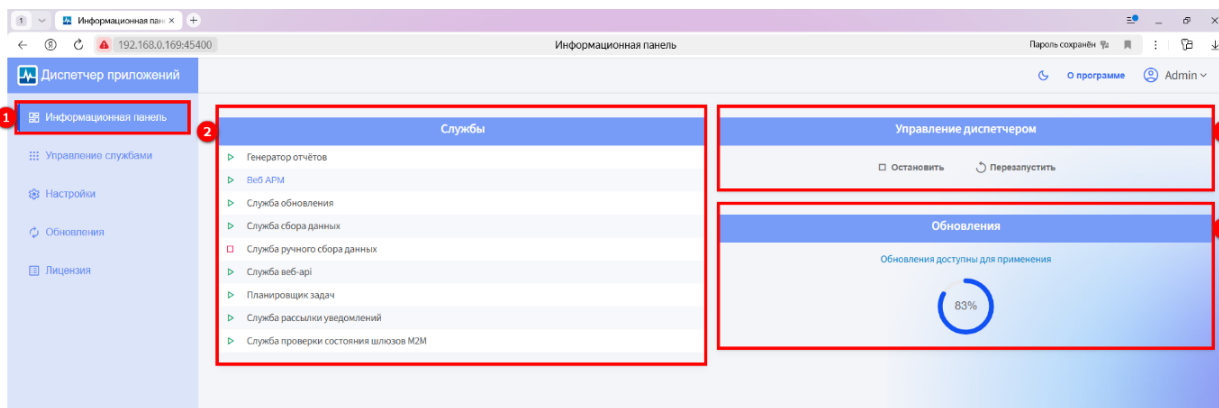 1
Информационная пан
192.168.0.169:45400
Информационная панель
Пароль сохранён
Диспетчер приложений
О программе
Admin
1
Информационная панель
Управление службами
Настройки
Обновления
Лицензия
2
Службы
Генератор отчётов
Веб АРМ
Служба обновления
Служба сбора данных
Служба ручного сбора данных
Служба веб-api
Планировщик задач
Служба рассылки уведомлений
Служба проверки состояния шлюзов M2M
Управление диспетчером
Остановить
Перезапустить
Обновления
Обновления доступны для применения
83%